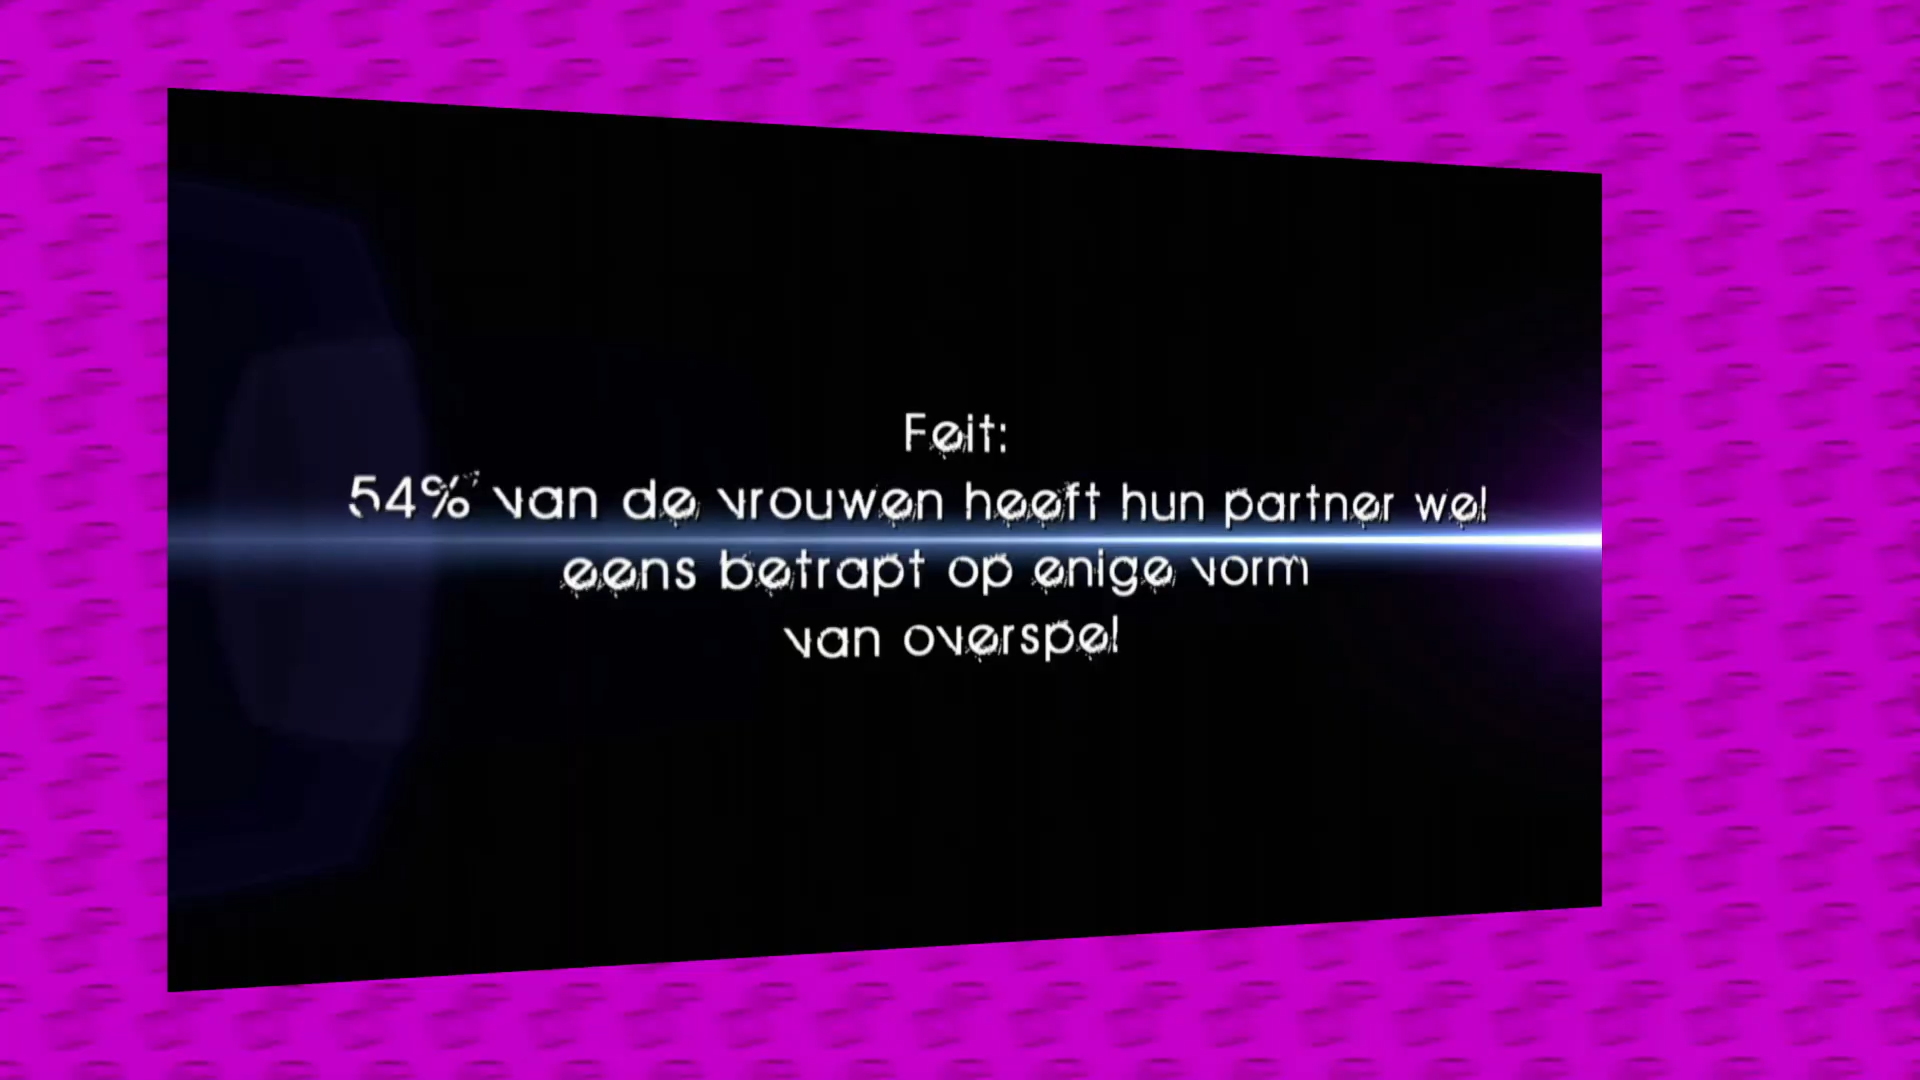 Feit:
54% van de vrouwen heeft hun partner wel
eens betrapt op enige vorm
van overspel